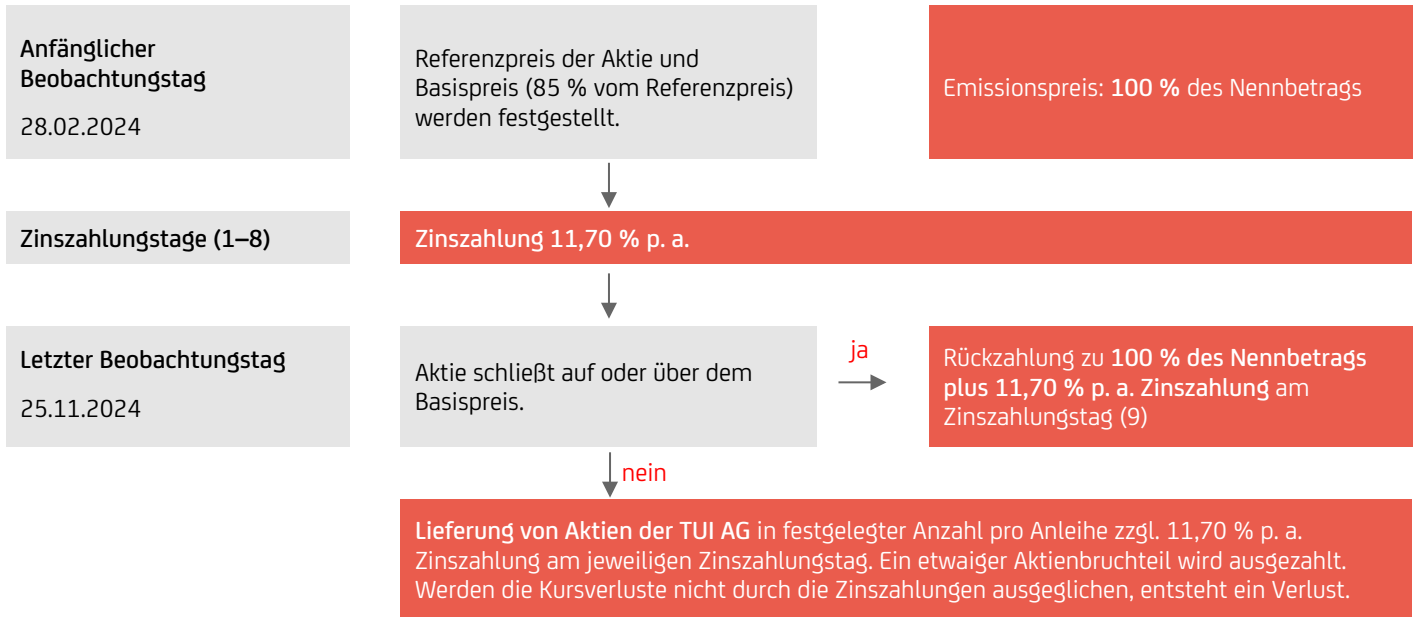 Anfänglicher
Beobachtungstag
28.02.2024
Referenzpreis der Aktie und
Basispreis (85 % vom Referenzpreis)
werden festgestellt.
Emissionspreis: 100 % des Nennbetrags
Zinszahlungstage (1–8)
Zinszahlung 11,70 % p. a.
Letzter Beobachtungstag
25.11.2024
Aktie schließt auf oder über dem
Basispreis.
ja
Rückzahlung zu 100 % des Nennbetrags
plus 11,70 % p. a. Zinszahlung am
Zinszahlungstag (9)
nein
Lieferung von Aktien der TUI AG in festgelegter Anzahl pro Anleihe zzgl. 11,70 % p. a.
Zinszahlung am jeweiligen Zinszahlungstag. Ein etwaiger Aktienbruchteil wird ausgezahlt.
Werden die Kursverluste nicht durch die Zinszahlungen ausgeglichen, entsteht ein Verlust.